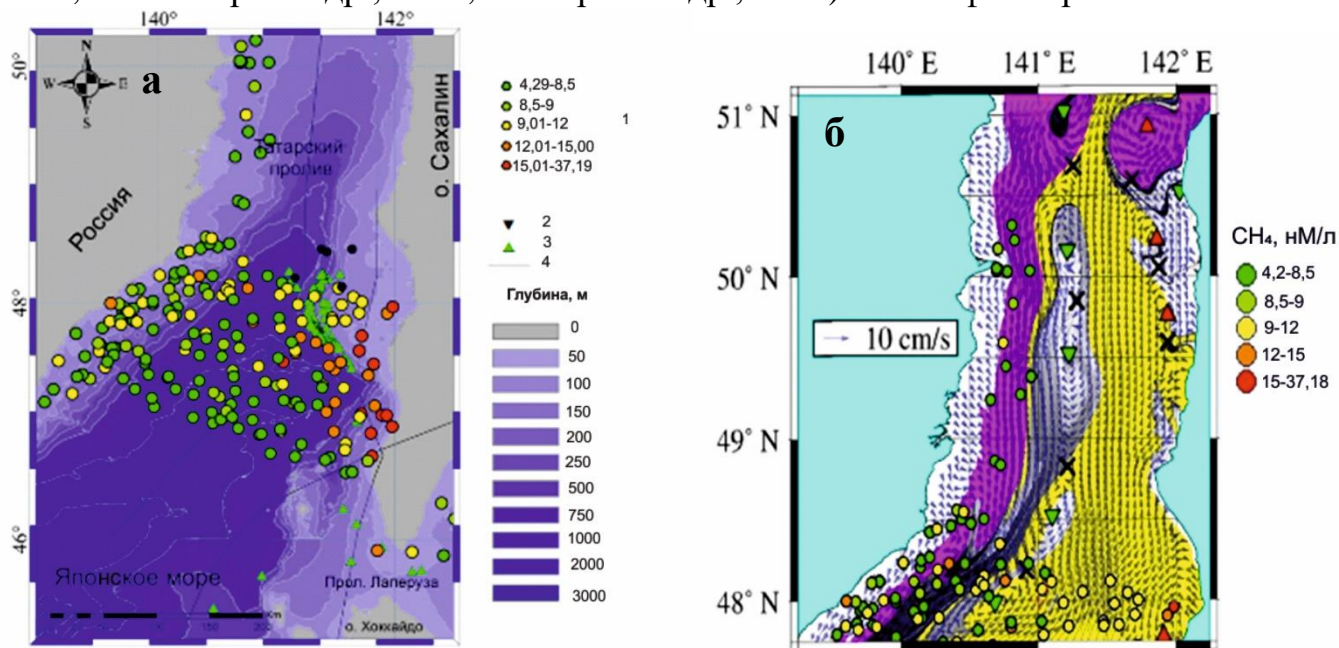 140°
142°
50°
48°
46°
N
W
E
S
а
Татарский
пролив
о. Сахалин
Россия
Японское море
Прол. Лаперуза
о. Хоккайдо
4,29-8,5
8,5-9
9,01-12
12,01-15,00
15,01-37,19
1
2
3
4
Глубина, м
0
50
100
150
200
250
500
750
1000
2000
3000
140° E
141° E
142° E
51° N
50° N
49° N
48° N
б
10 cm/s
CH₄, нМ/л
4,2-8,5
8,5-9
9-12
12-15
15-37,18